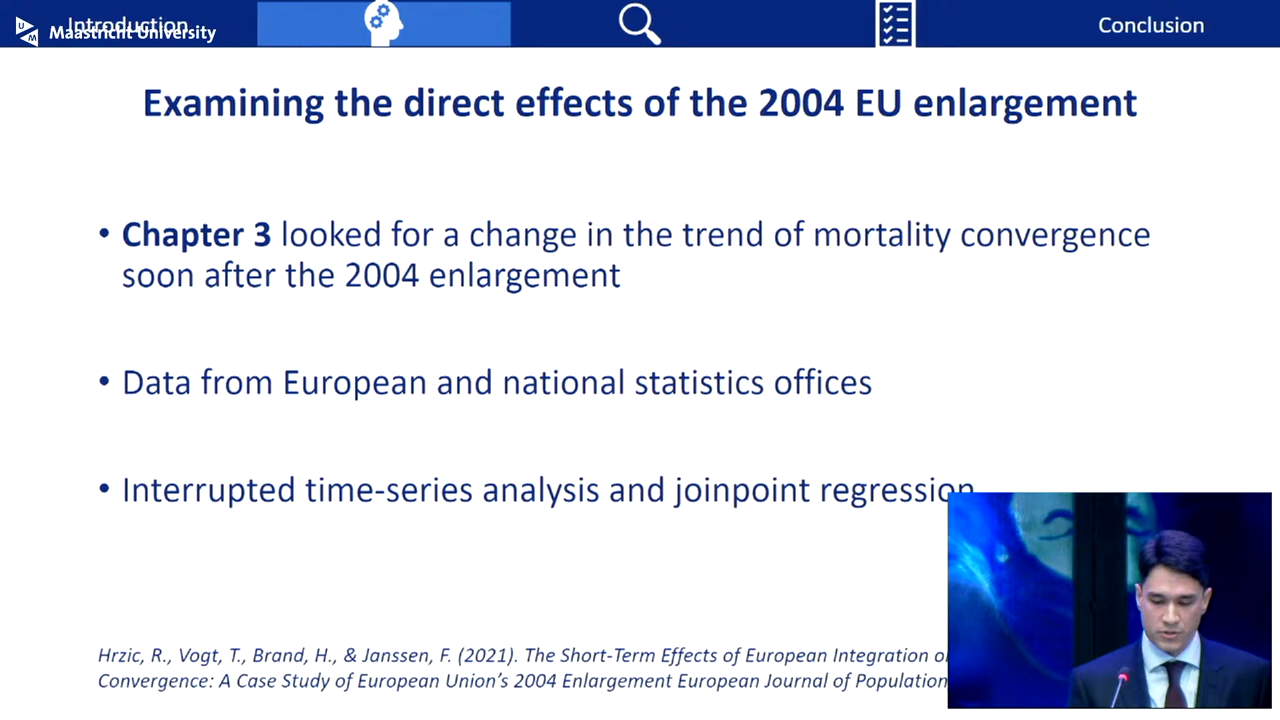 Introduction
UM
Maastricht University
Conclusion
Examining the direct effects of the 2004 EU enlargement
• Chapter 3 looked for a change in the trend of mortality convergence
soon after the 2004 enlargement
• Data from European and national statistics offices
• Interrupted time-series analysis and joinpoint regression
Hrzic, R., Vogt, T., Brand, H., & Janssen, F. (2021). The Short-Term Effects of European Integration
Convergence: A Case Study of European Union's 2004 Enlargement European Journal of Population